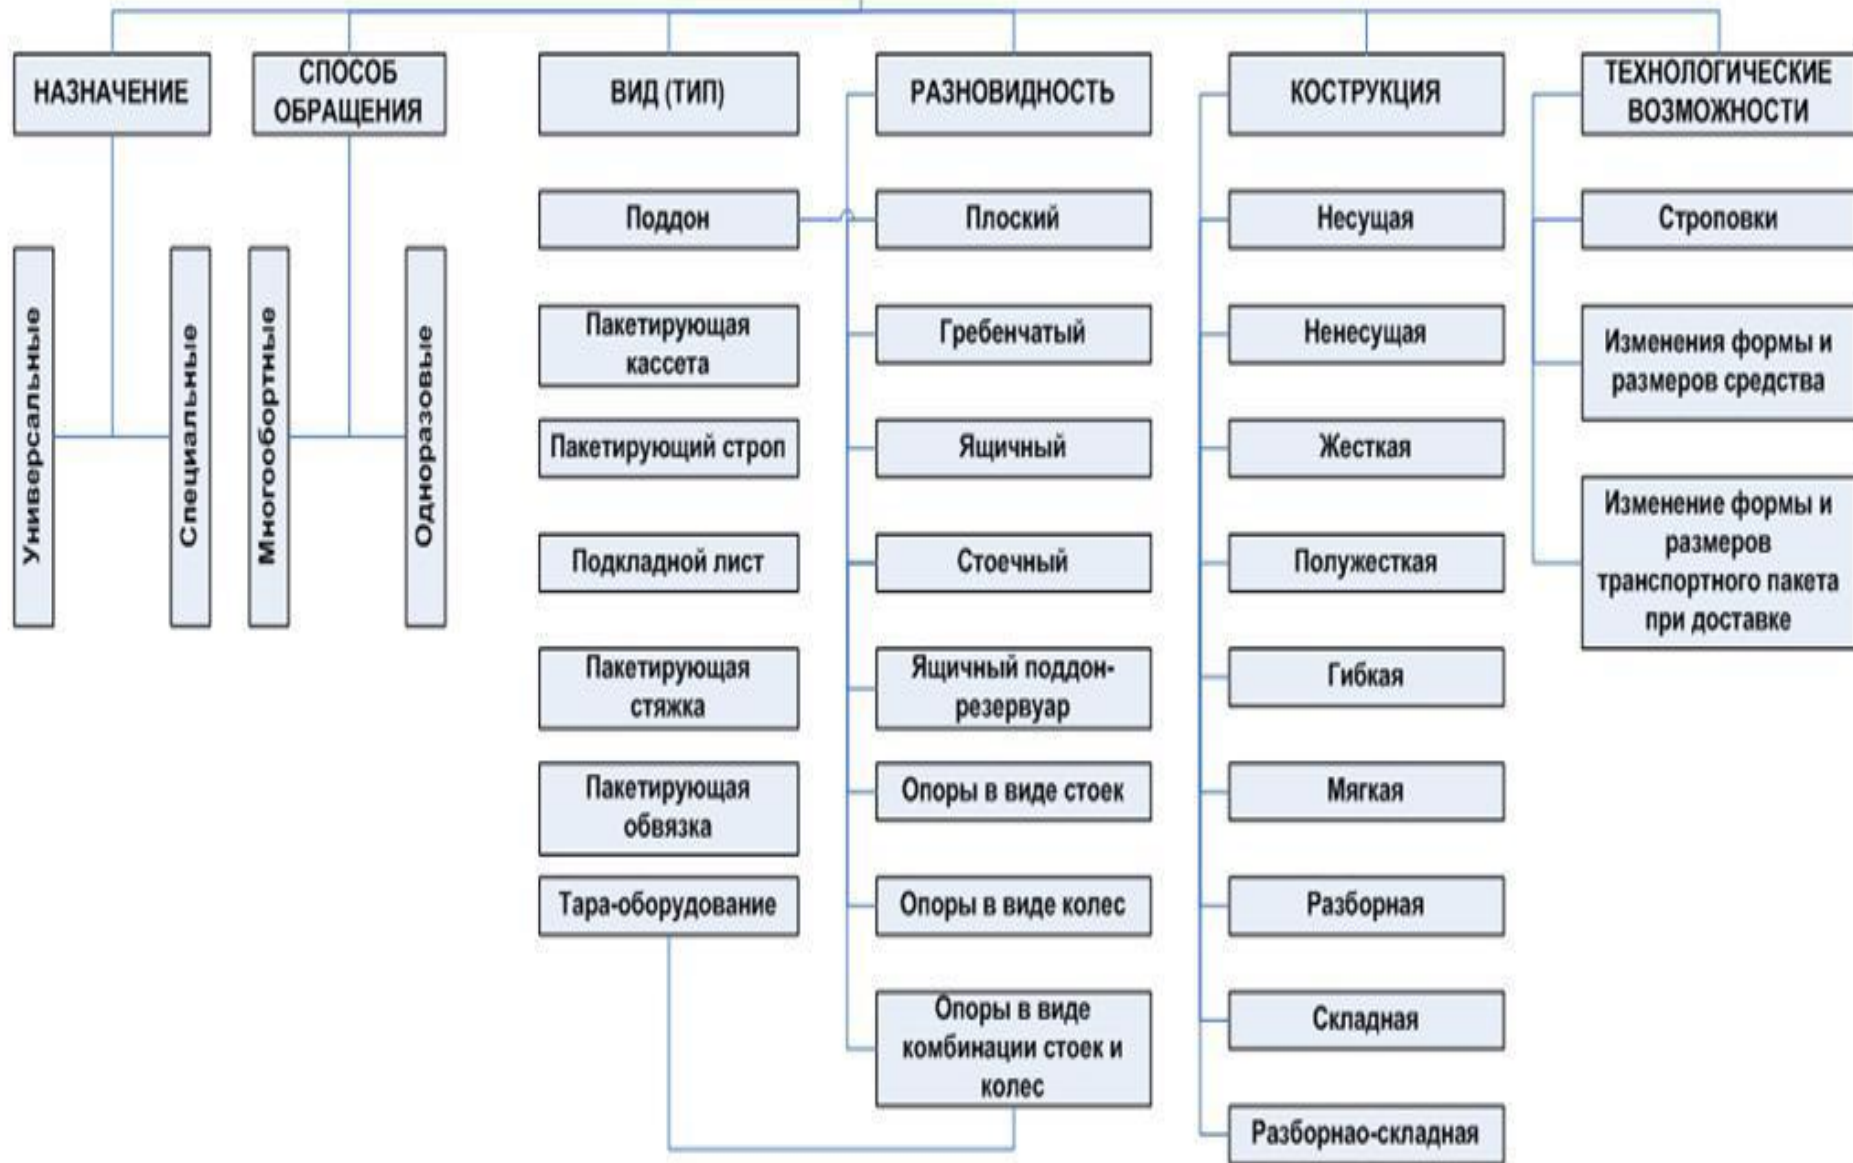 НАЗНАЧЕНИЕ
Универсальные
Специальные
СПОСОБ
ОБРАЩЕНИЯ
Многообортные
Одноразовые
ВИД (ТИП)
Поддон
Пакетирующая
кассета
Пакетирующий строп
Подкладной лист
Пакетирующая
стяжка
Пакетирующая
обвязка
Тара-оборудование
РАЗНОВИДНОСТЬ
Плоский
Гребенчатый
Ящичный
Стоечный
Ящичный поддон-
резервуар
Опоры в виде стоек
Опоры в виде колес
Опоры в виде
комбинации стоек и
колес
КОСТРУКЦИЯ
Несущая
Ненесущая
Жесткая
Полужесткая
Гибкая
Мягкая
Разборная
Складная
Разборнао-складная
ТЕХНОЛОГИЧЕСКИЕ
ВОЗМОЖНОСТИ
Строповки
Изменения формы и
размеров средства
Изменение формы и
размеров
транспортного пакета
при доставке